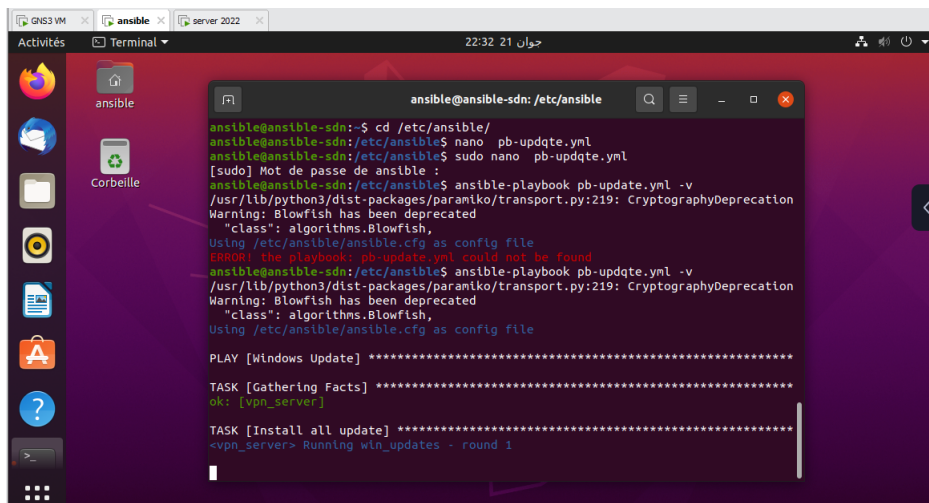 GNS3 VM
ansible
server 2022
Activités
Terminal
22:32 21 جوان
ansible
Corbeille
ansible@ansible-sdn: /etc/ansible
ansible@ansible-sdn:~$ cd /etc/ansible/
ansible@ansible-sdn:/etc/ansible$ nano  pb-updqte.yml
ansible@ansible-sdn:/etc/ansible$ sudo nano  pb-updqte.yml
[sudo] Mot de passe de ansible :
ansible@ansible-sdn:/etc/ansible$ ansible-playbook pb-update.yml -v
/usr/lib/python3/dist-packages/paramiko/transport.py:219: CryptographyDeprecation
Warning: Blowfish has been deprecated
  "class": algorithms.Blowfish,
Using /etc/ansible/ansible.cfg as config file
ERROR! the playbook: pb-update.yml could not be found
ansible@ansible-sdn:/etc/ansible$ ansible-playbook pb-updqte.yml -v
/usr/lib/python3/dist-packages/paramiko/transport.py:219: CryptographyDeprecation
Warning: Blowfish has been deprecated
  "class": algorithms.Blowfish,
Using /etc/ansible/ansible.cfg as config file
PLAY [Windows Update] ***********************************************************
TASK [Gathering Facts] **********************************************************
ok: [vpn_server]
TASK [Install all update] *******************************************************
<vpn_server> Running win_updates - round 1